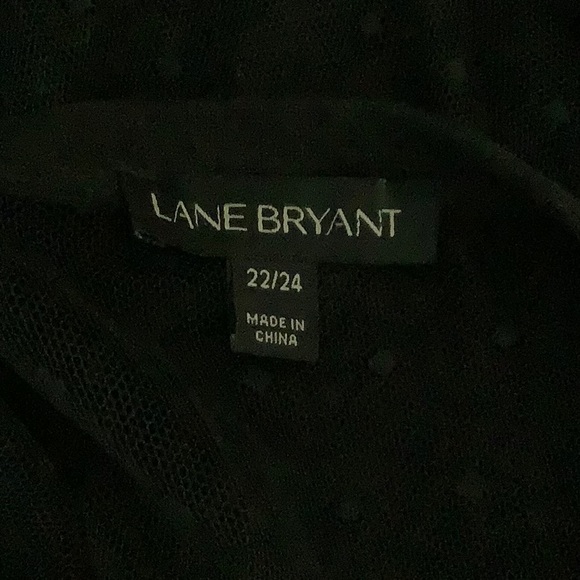 LANE BRYANT
22/24
MADE IN
CHINA